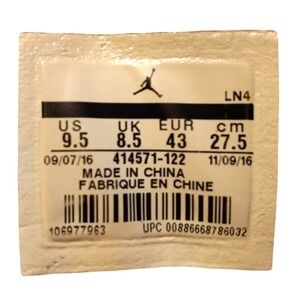 LN4
US UK EUR cm
9.5 8.5 43 27.5
09/07/16 414571-122 11/09/16
MADE IN CHINA
FABRIQUE EN CHINE
106977963 UPC 00886668786032